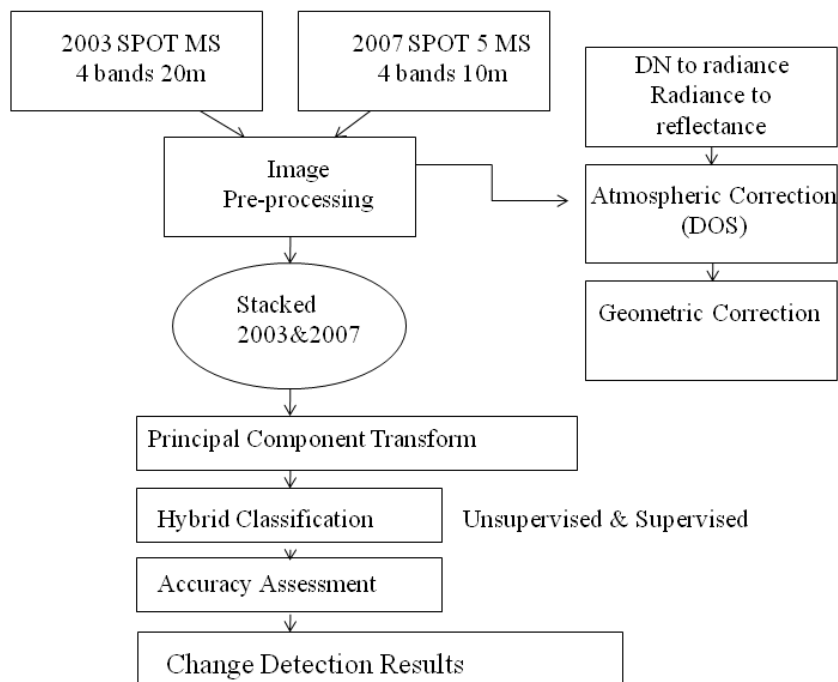 2003 SPOT MS
4 bands 20m
2007 SPOT 5 MS
4 bands 10m
DN to radiance
Radiance to
reflectance
Image
Pre-processing
Atmospheric Correction
(DOS)
Geometric Correction
Stacked
2003&2007
Principal Component Transform
Hybrid Classification
Unsupervised & Supervised
Accuracy Assessment
Change Detection Results